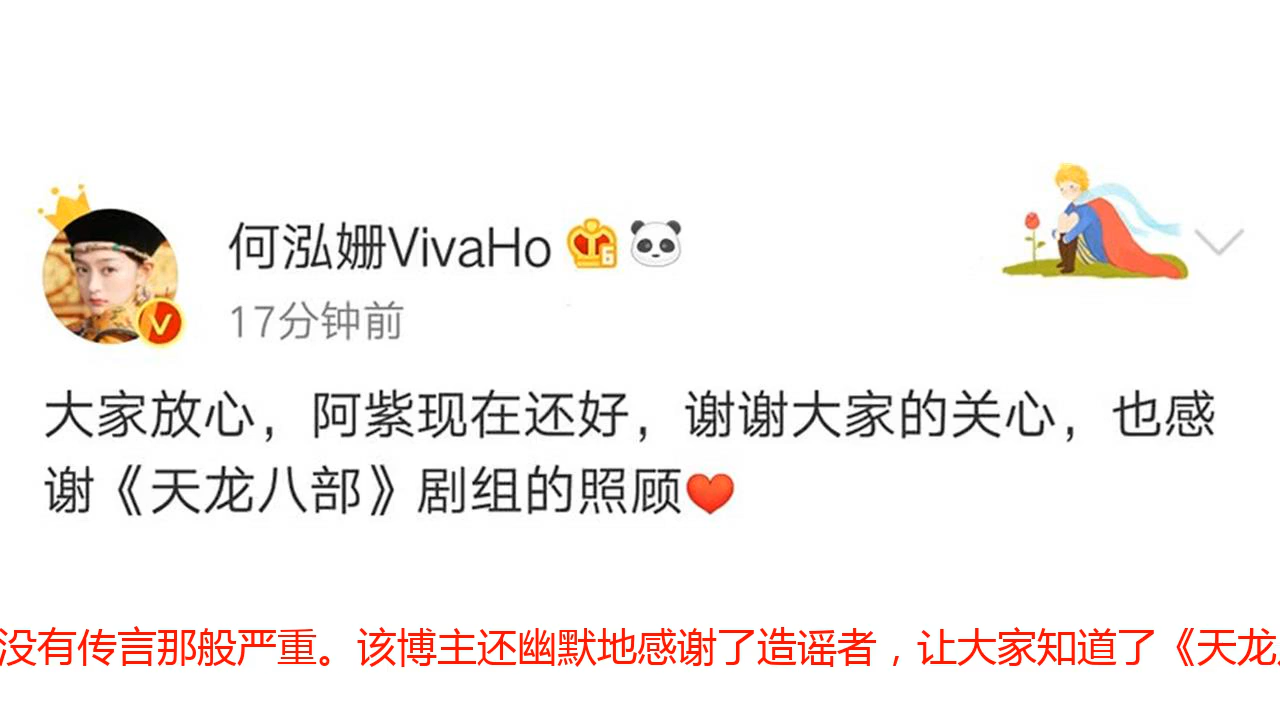 何泓姗VivaHo
17分钟前
大家放心，阿紫现在还好，谢谢大家的关心，也感
谢《天龙八部》剧组的照顾
没有传言那般严重。该博主还幽默地感谢了造谣者，让大家知道了《天龙